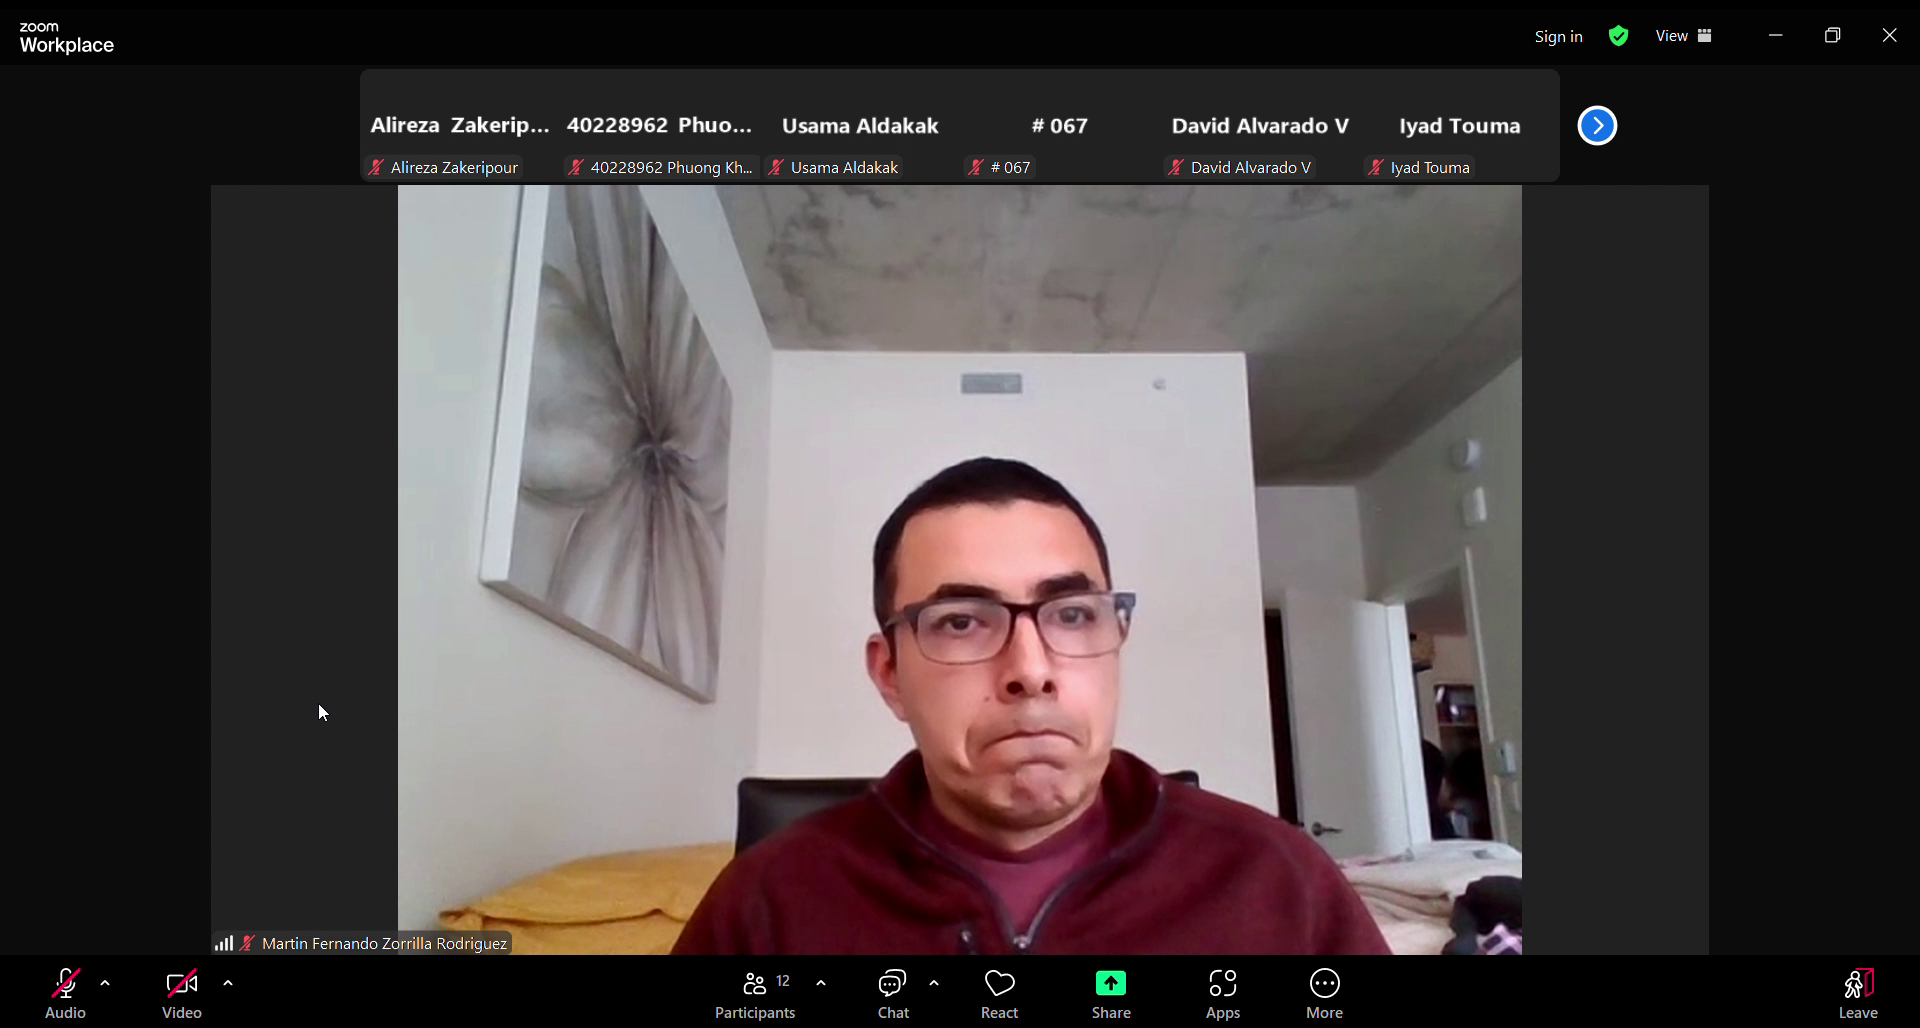 zoom
Workplace
Sign in
View
Alireza Zakerip...
40228962 Phuo...
Usama Aldakak
# 067
David Alvarado V
Iyad Touma
Alireza Zakeripour
40228962 Phuong Kh...
Usama Aldakak
# 067
David Alvarado V
Iyad Touma
Martin Fernando Zorrilla Rodriguez
12
Audio
Video
Participants
Chat
React
Share
Apps
More
Leave